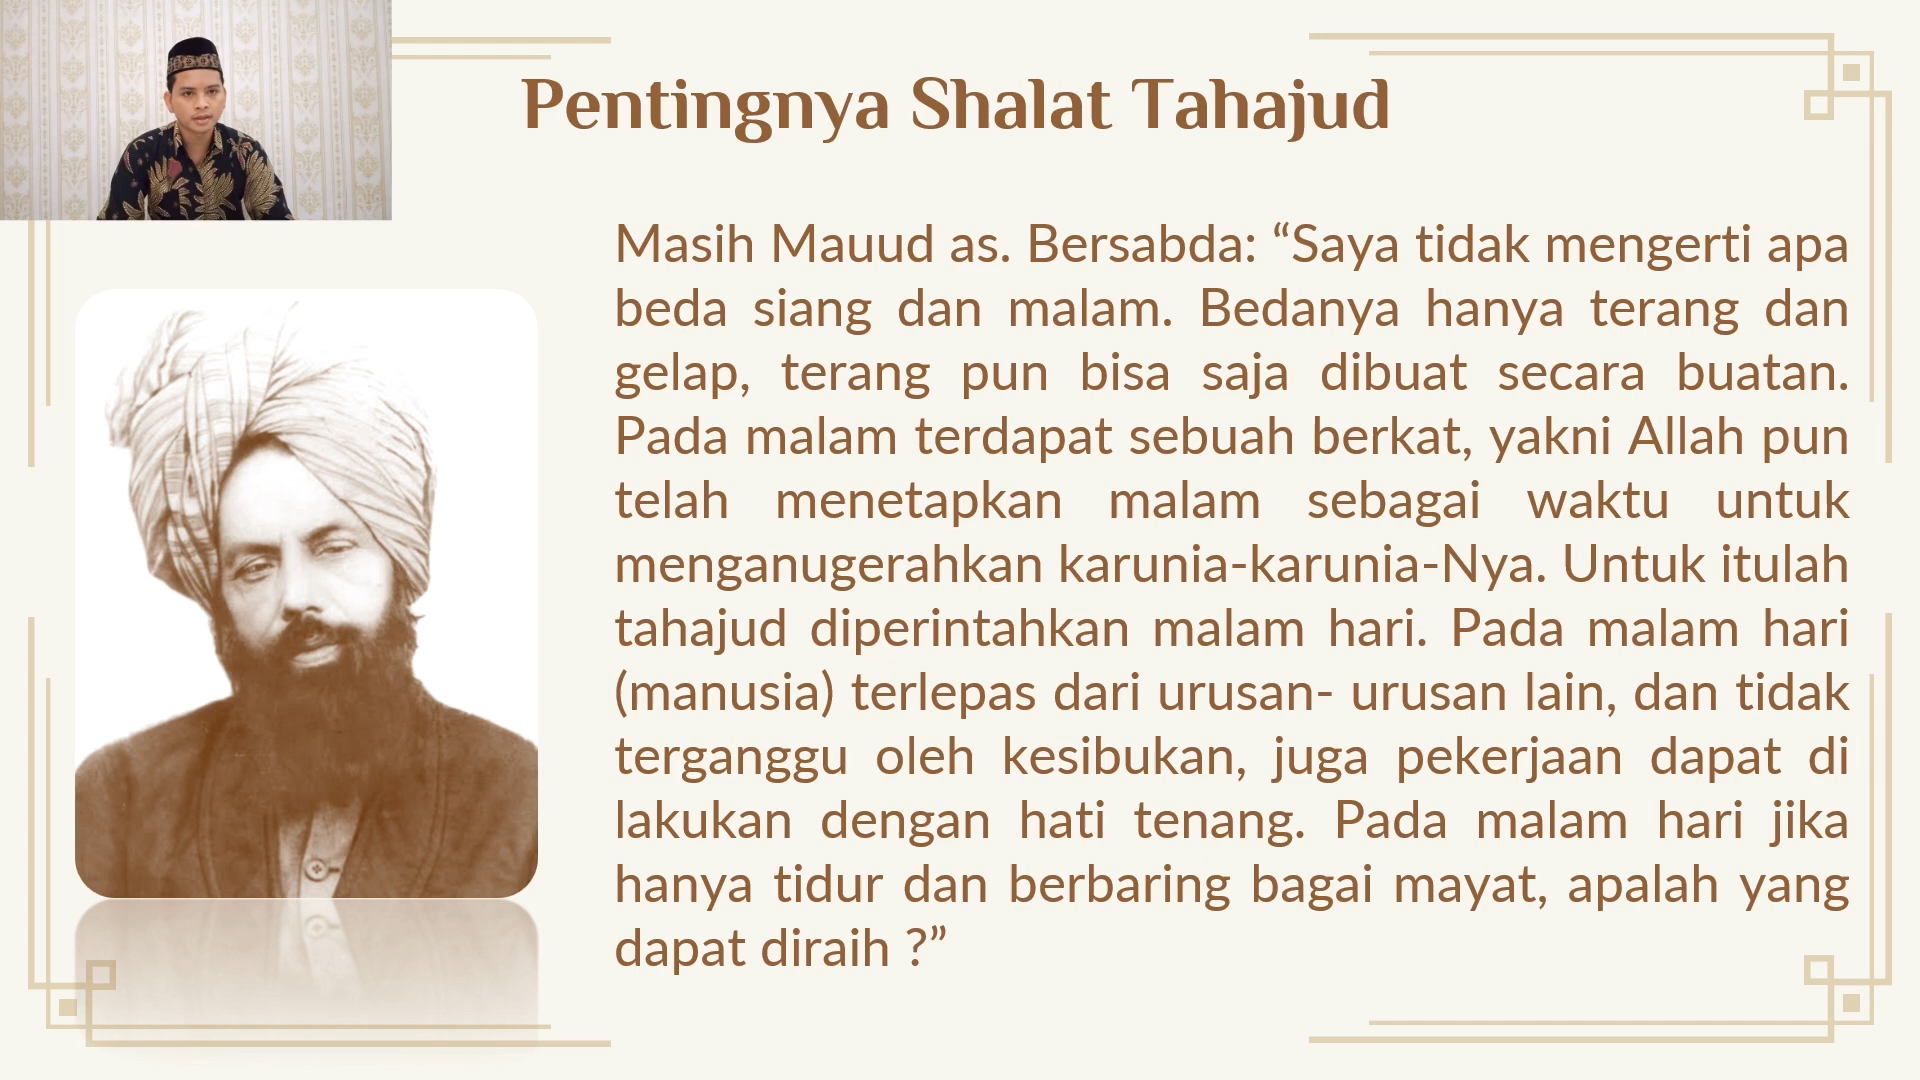 Pentingnya Shalat Tahajud
Masih Mauud as. Bersabda: “Saya tidak mengerti apa
beda siang dan malam. Bedanya hanya terang dan
gelap, terang pun bisa saja dibuat secara buatan.
Pada malam terdapat sebuah berkat, yakni Allah pun
telah menetapkan malam sebagai waktu untuk
menganugerahkan karunia-karunia-Nya. Untuk itulah
tahajud diperintahkan malam hari. Pada malam hari
(manusia) terlepas dari urusan- urusan lain, dan tidak
terganggu oleh kesibukan, juga pekerjaan dapat di
lakukan dengan hati tenang. Pada malam hari jika
hanya tidur dan berbaring bagai mayat, apalah yang
dapat diraih ?”